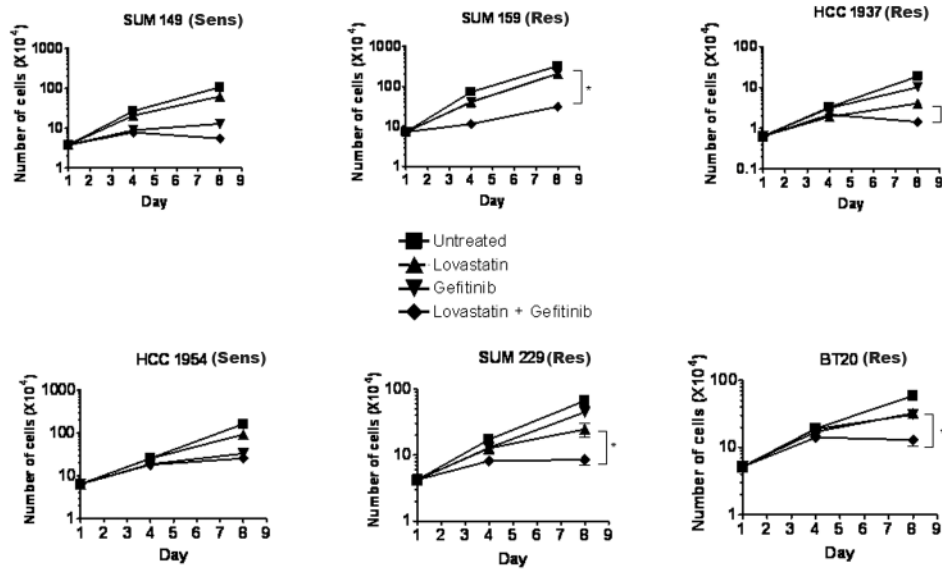 SUM 149 (Sens)
Number of cells (X10⁻⁴)
1000
100
10
1
1 2 3 4 5 6 7 8 9
Day
SUM 159 (Res)
Number of cells (X10⁻⁴)
1000
100
10
1
*
1 2 3 4 5 6 7 8 9
Day
HCC 1937 (Res)
Number of cells (X10⁻⁴)
100
10
1
0.1
1 2 3 4 5 6 7 8 9
Day
Untreated
Lovastatin
Gefitinib
Lovastatin + Gefitinib
HCC 1954 (Sens)
Number of cells (X10⁻⁴)
1000
100
10
1
1 2 3 4 5 6 7 8 9
Day
SUM 229 (Res)
Number of cells (X10⁻⁴)
100
10
1
*
1 2 3 4 5 6 7 8 9
Day
BT20 (Res)
Number of cells (X10⁻⁴)
100
10
1
1 2 3 4 5 6 7 8 9
Day